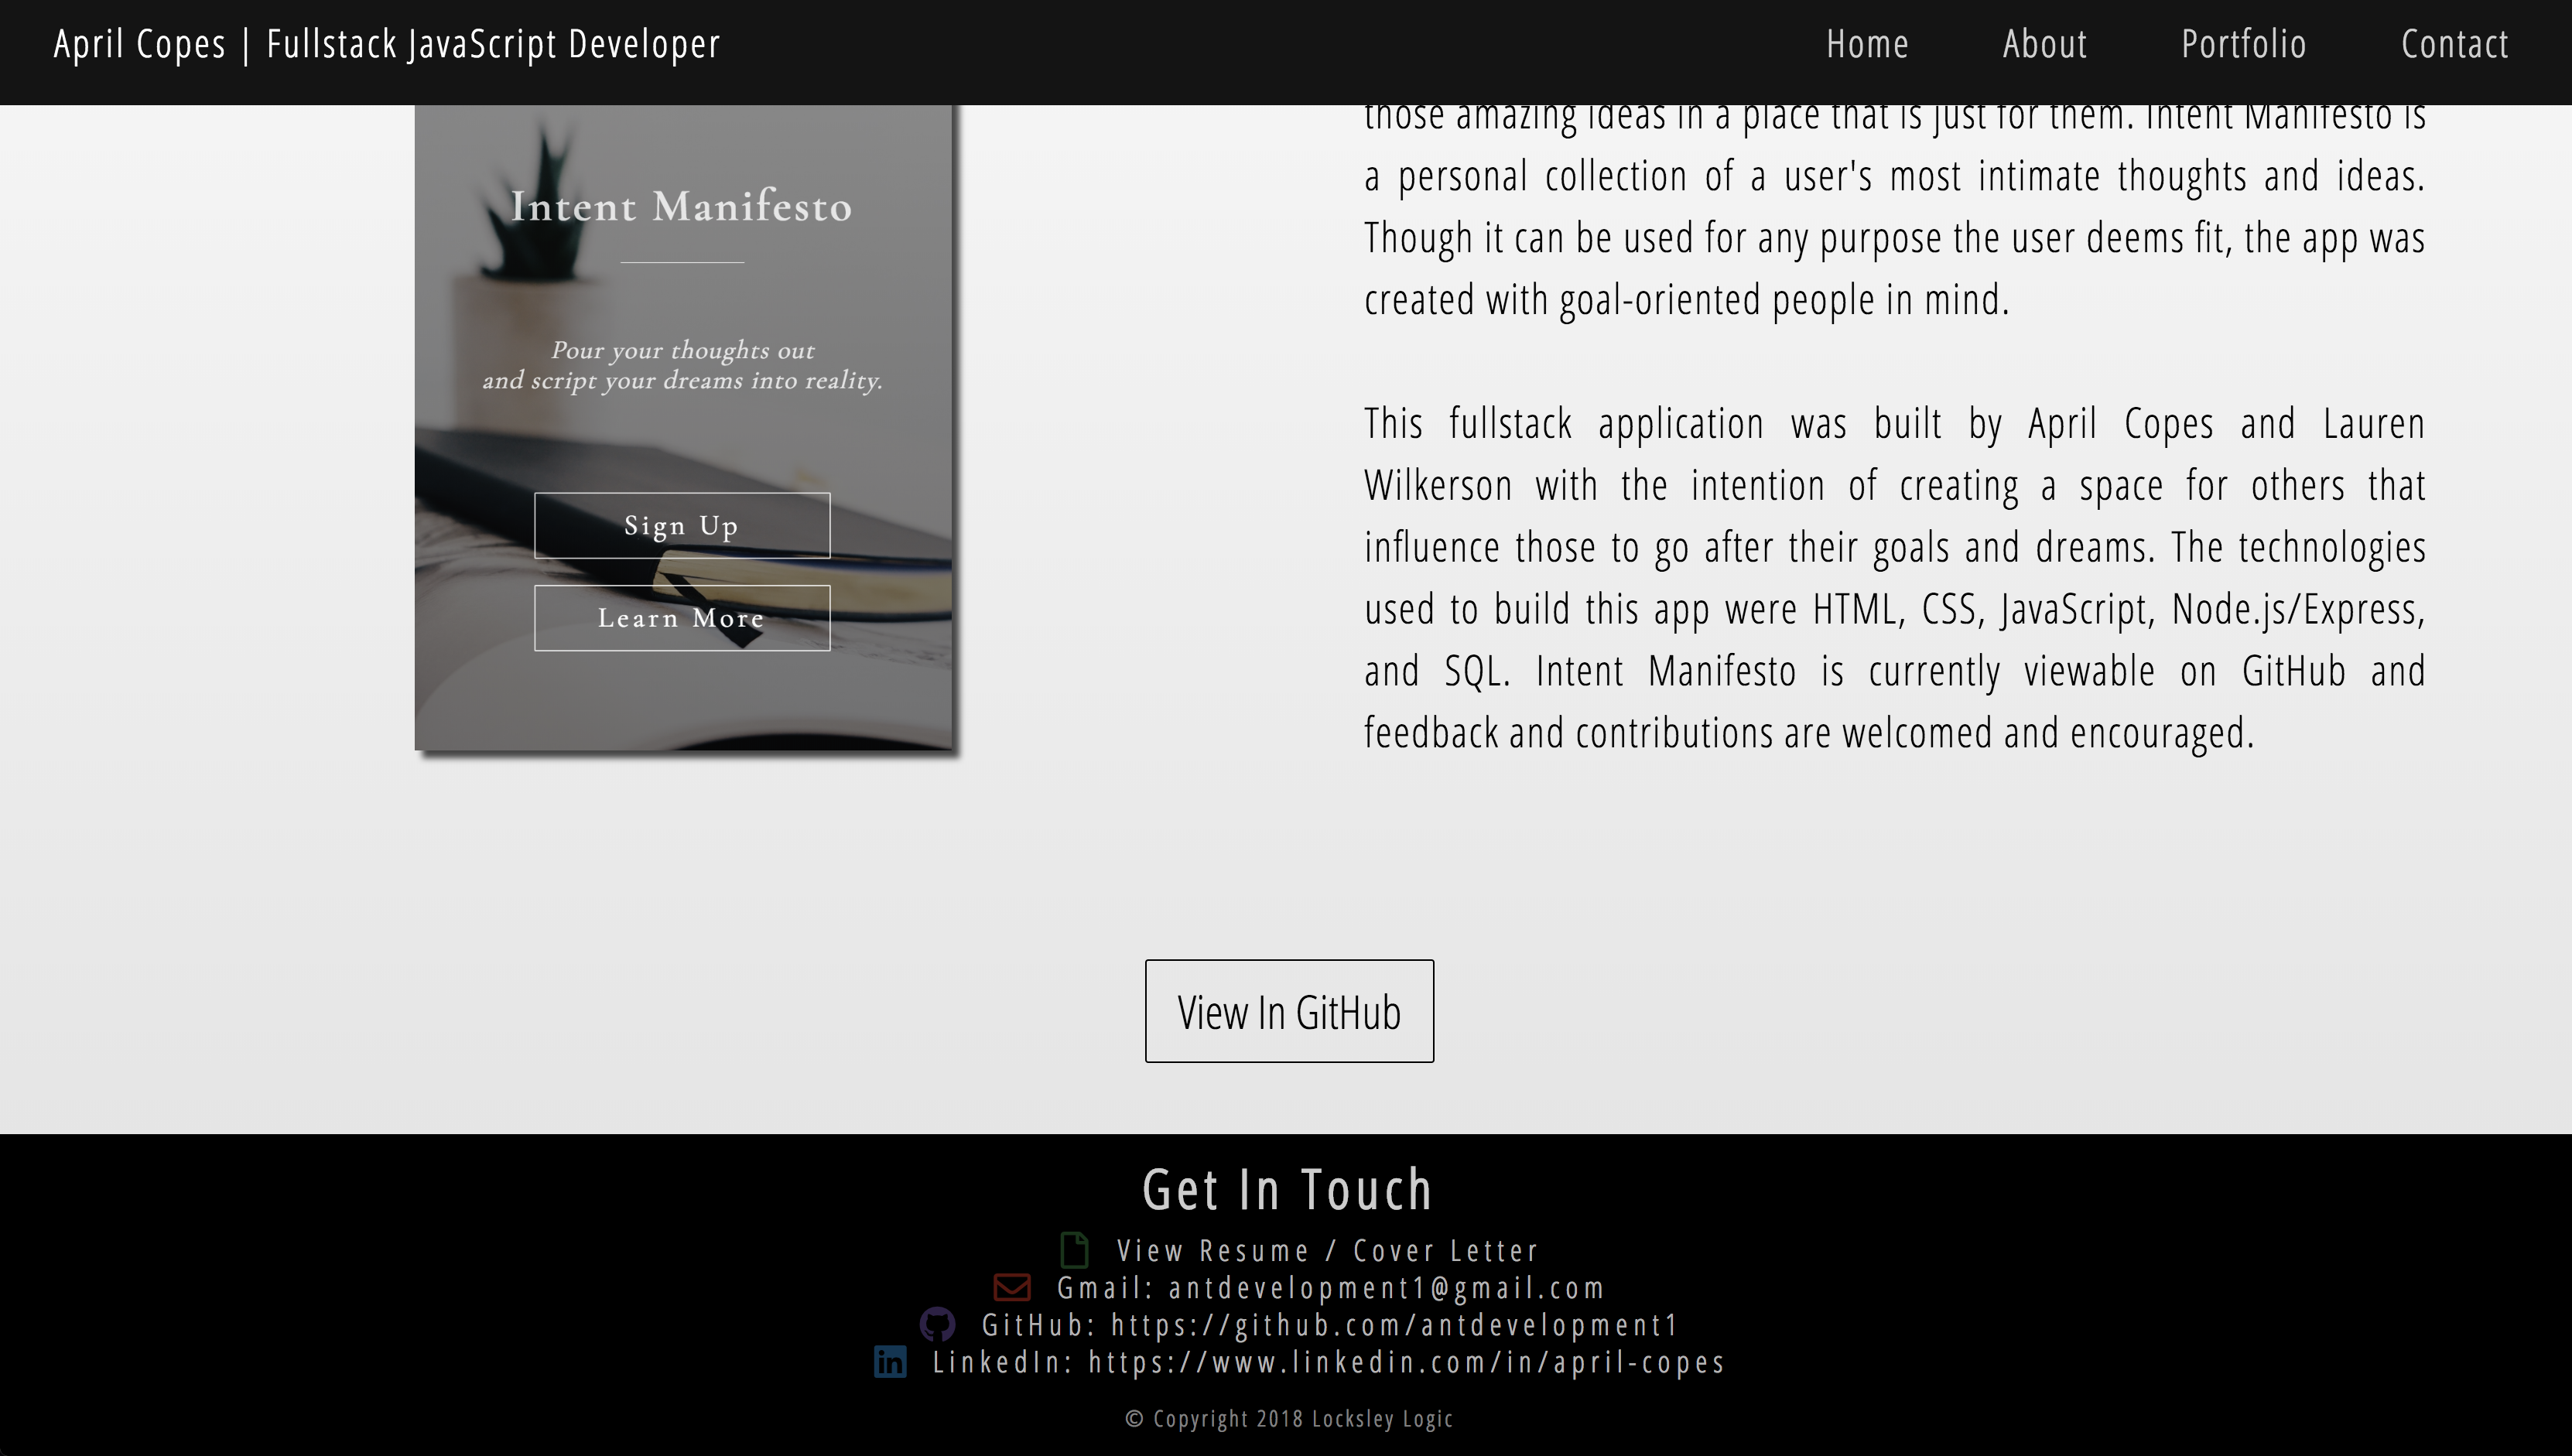 April Copes | Fullstack JavaScript Developer
Home About Portfolio Contact
Intent Manifesto
Pour your thoughts out
and script your dreams into reality.
Sign Up
Learn More
those amazing ideas in a place that is just for them. Intent Manifesto is
a personal collection of a user's most intimate thoughts and ideas.
Though it can be used for any purpose the user deems fit, the app was
created with goal-oriented people in mind.
This fullstack application was built by April Copes and Lauren
Wilkerson with the intention of creating a space for others that
influence those to go after their goals and dreams. The technologies
used to build this app were HTML, CSS, JavaScript, Node.js/Express,
and SQL. Intent Manifesto is currently viewable on GitHub and
feedback and contributions are welcomed and encouraged.
View In GitHub
Get In Touch
View Resume / Cover Letter
Gmail: antdevelopment1@gmail.com
GitHub: https://github.com/antdevelopment1
LinkedIn: https://www.linkedin.com/in/april-copes
© Copyright 2018 Locksley Logic